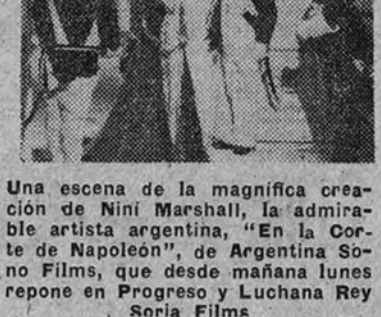 Una escena de la magnífica crea-
ción de Niní Marshall, la admira-
ble artista argentina, "En la Cor-
te de Napoleón", de Argentina So-
no Films, que desde mañana lunes
repone en Progreso y Luchana Rey
Soria Films